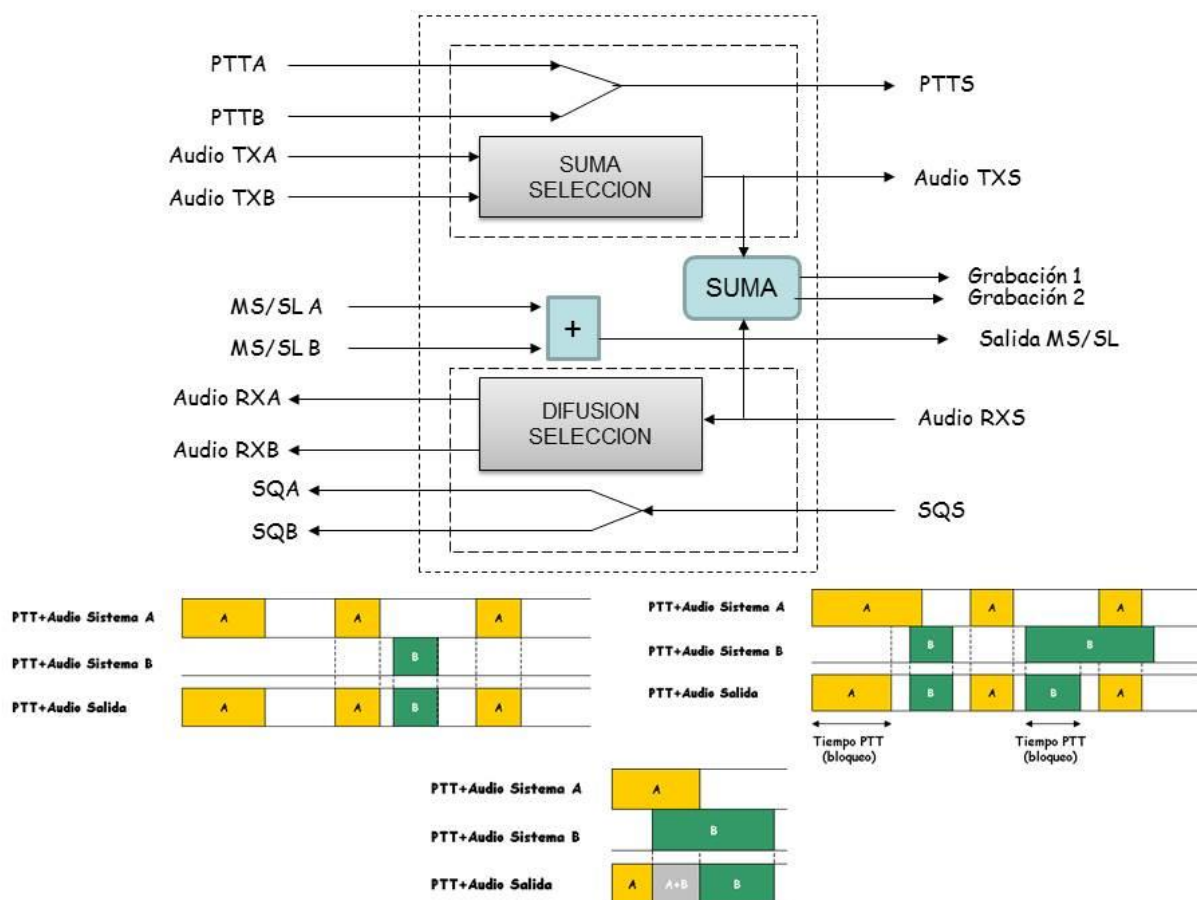 PTTA
PTTS
PTTB
Audio TXA
SUMA
SELECCION
Audio TXS
Audio TXB
SUMA
Grabación 1
Grabación 2
MS/SL A
+
Salida MS/SL
MS/SL B
Audio RXA
DIFUSION
SELECCION
Audio RXS
Audio RXB
SQA
SQS
SQB
PTT+Audio Sistema A
A
A
A
PTT+Audio Sistema B
B
PTT+Audio Salida
A
A
B
A
PTT+Audio Sistema A
A
A
A
PTT+Audio Sistema B
B
B
PTT+Audio Salida
A
B
A
B
A
Tiempo PTT
(bloqueo)
Tiempo PTT
(bloqueo)
PTT+Audio Sistema A
A
PTT+Audio Sistema B
B
PTT+Audio Salida
A
A+B
B